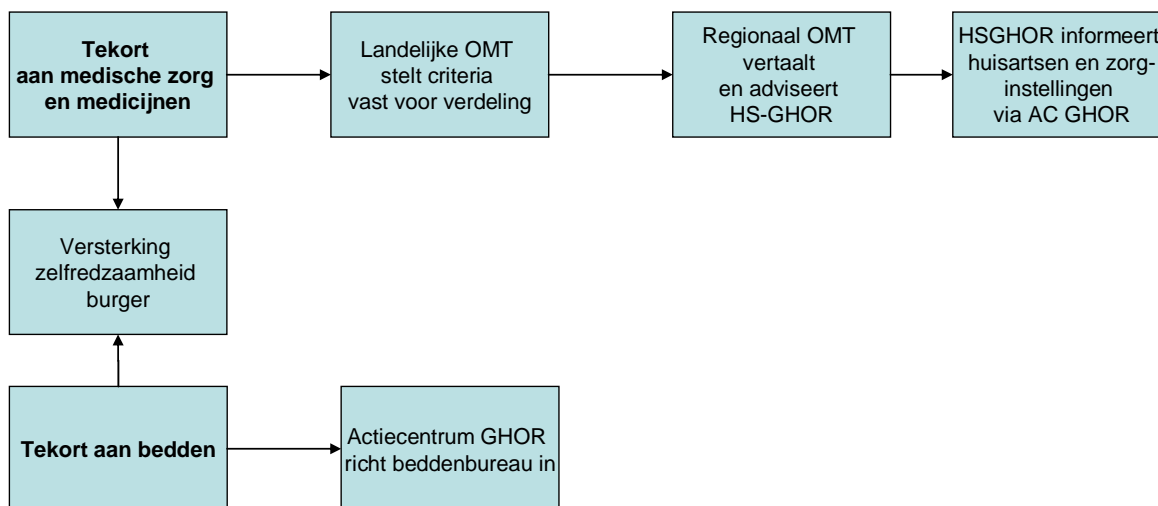 Tekort
aan medische zorg
en medicijnen
Landelijke OMT
stelt criteria
vast voor verdeling
Regionaal OMT
vertaalt
en adviseert
HS-GHOR
HSGHOR informeert
huisartsen en zorg-
instellingen
via AC GHOR
Versterking
zelfredzaamheid
burger
Tekort aan bedden
Actiecentrum GHOR
richt beddenbureau in